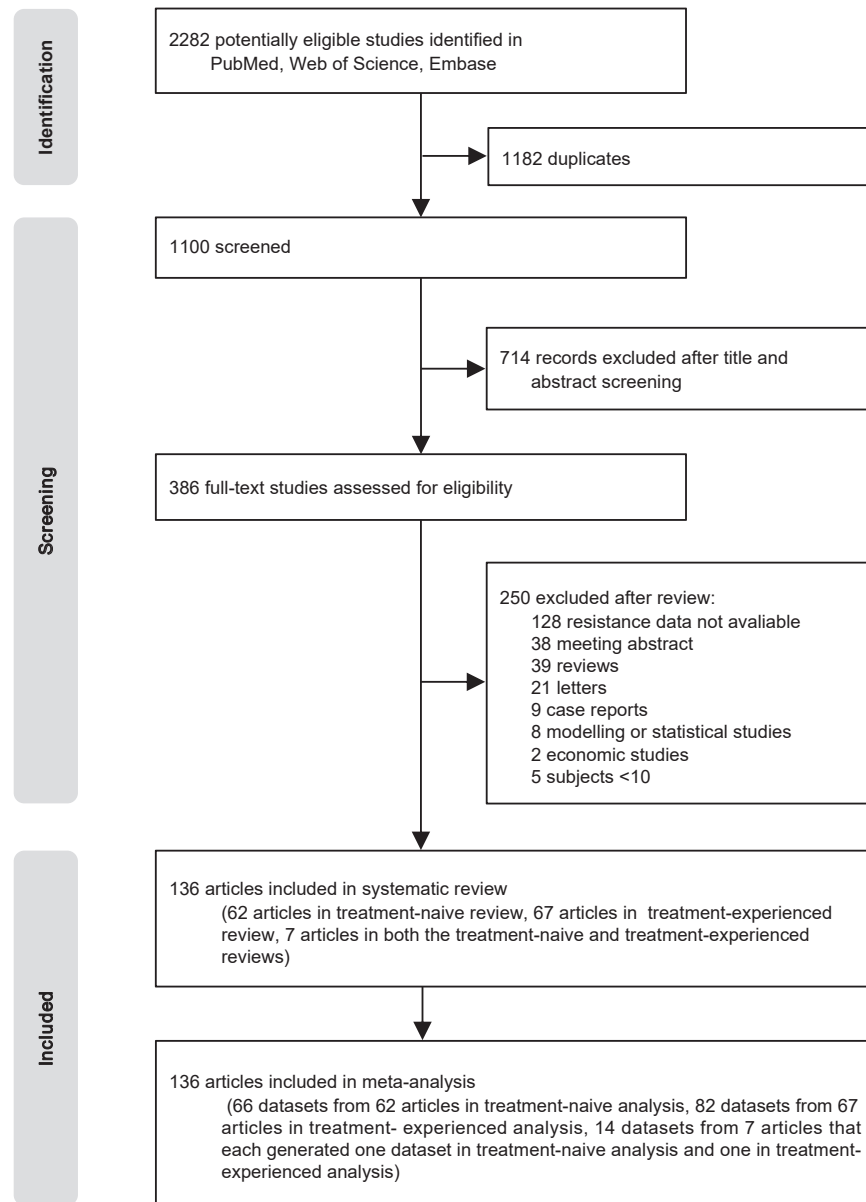 Identification
2282 potentially eligible studies identified in
PubMed, Web of Science, Embase
1182 duplicates
Screening
1100 screened
714 records excluded after title and
abstract screening
386 full-text studies assessed for eligibility
250 excluded after review:
128 resistance data not avaliable
38 meeting abstract
39 reviews
21 letters
9 case reports
8 modelling or statistical studies
2 economic studies
5 subjects <10
Included
136 articles included in systematic review
(62 articles in treatment-naive review, 67 articles in treatment-experienced
review, 7 articles in both the treatment-naive and treatment-experienced
reviews)
136 articles included in meta-analysis
(66 datasets from 62 articles in treatment-naive analysis, 82 datasets from 67
articles in treatment- experienced analysis, 14 datasets from 7 articles that
each generated one dataset in treatment-naive analysis and one in treatment-
experienced analysis)